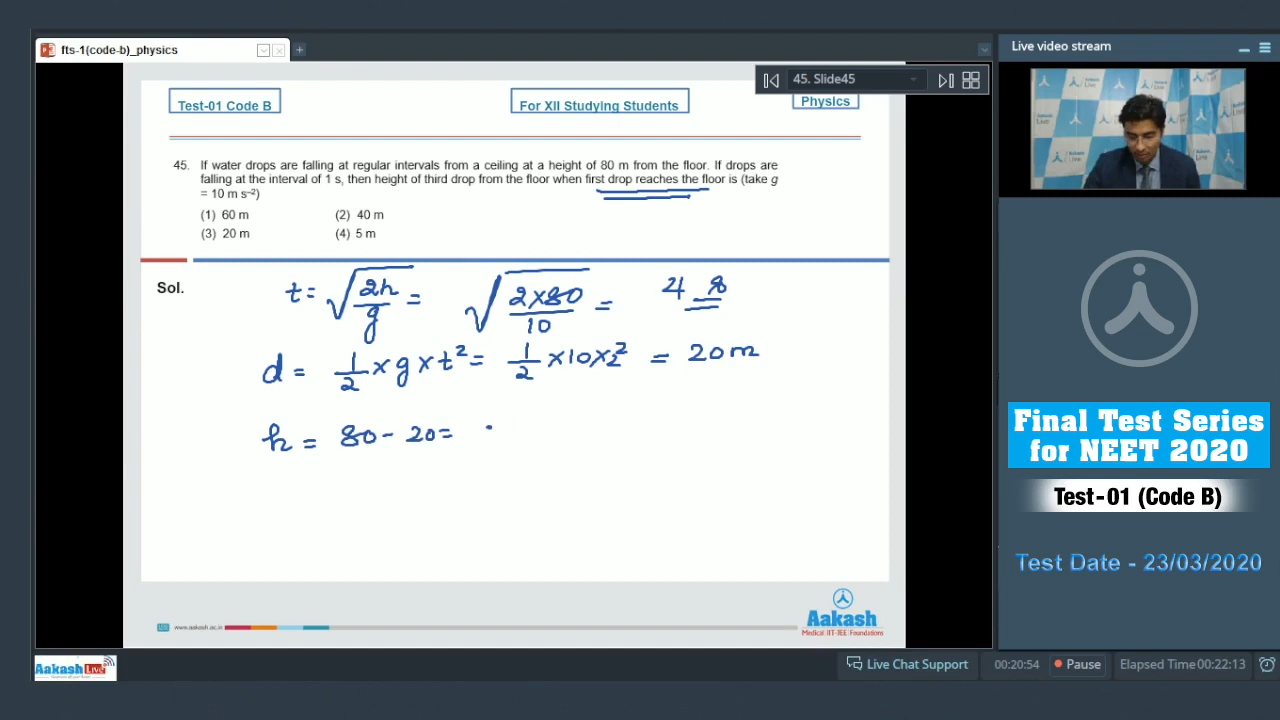 fts-1(code-b)_physics
Live video stream
45. Slide45
Test-01 Code B
For XII Studying Students
Physics
45. If water drops are falling at regular intervals from a ceiling at a height of 80 m from the floor. If drops are
falling at the interval of 1 s, then height of third drop from the floor when first drop reaches the floor is (take g
= 10 m s⁻²)
(1) 60 m
(2) 40 m
(3) 20 m
(4) 5 m
Sol.
t = √(2h/g) = √(2×80/10) = 4 s
d = 1/2 × g × t² = 1/2 × 10 × 2² = 20 m
h = 80 - 20 =
Final Test Series
for NEET 2020
Test-01 (Code B)
Test Date - 23/03/2020
www.aakash.ac.in
Aakash
Medical|IIT-JEE|Foundations
Aakash Live
Live Chat Support
00:20:54
Pause
Elapsed Time 00:22:13